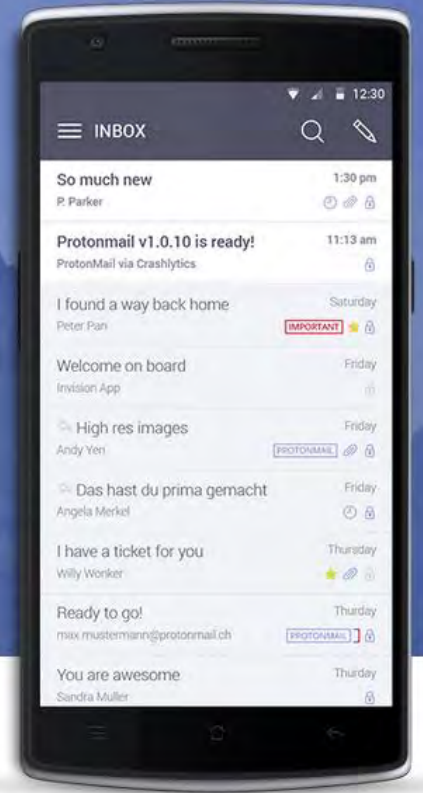 12:30
INBOX
So much new 1:30 pm
P. Parker
Protonmail v1.0.10 is ready! 11:13 am
ProtonMail via Crashlytics
I found a way back home Saturday
Peter Pan IMPORTANT
Welcome on board Friday
Invision App
High res images Friday
Andy Yen PROTONMAIL
Das hast du prima gemacht Friday
Angela Merkel
I have a ticket for you Thursday
Willy Wonker
Ready to go! Thurday
max.mustermann@protonmail.ch PROTONMAIL
You are awesome Thurday
Sandra Muller